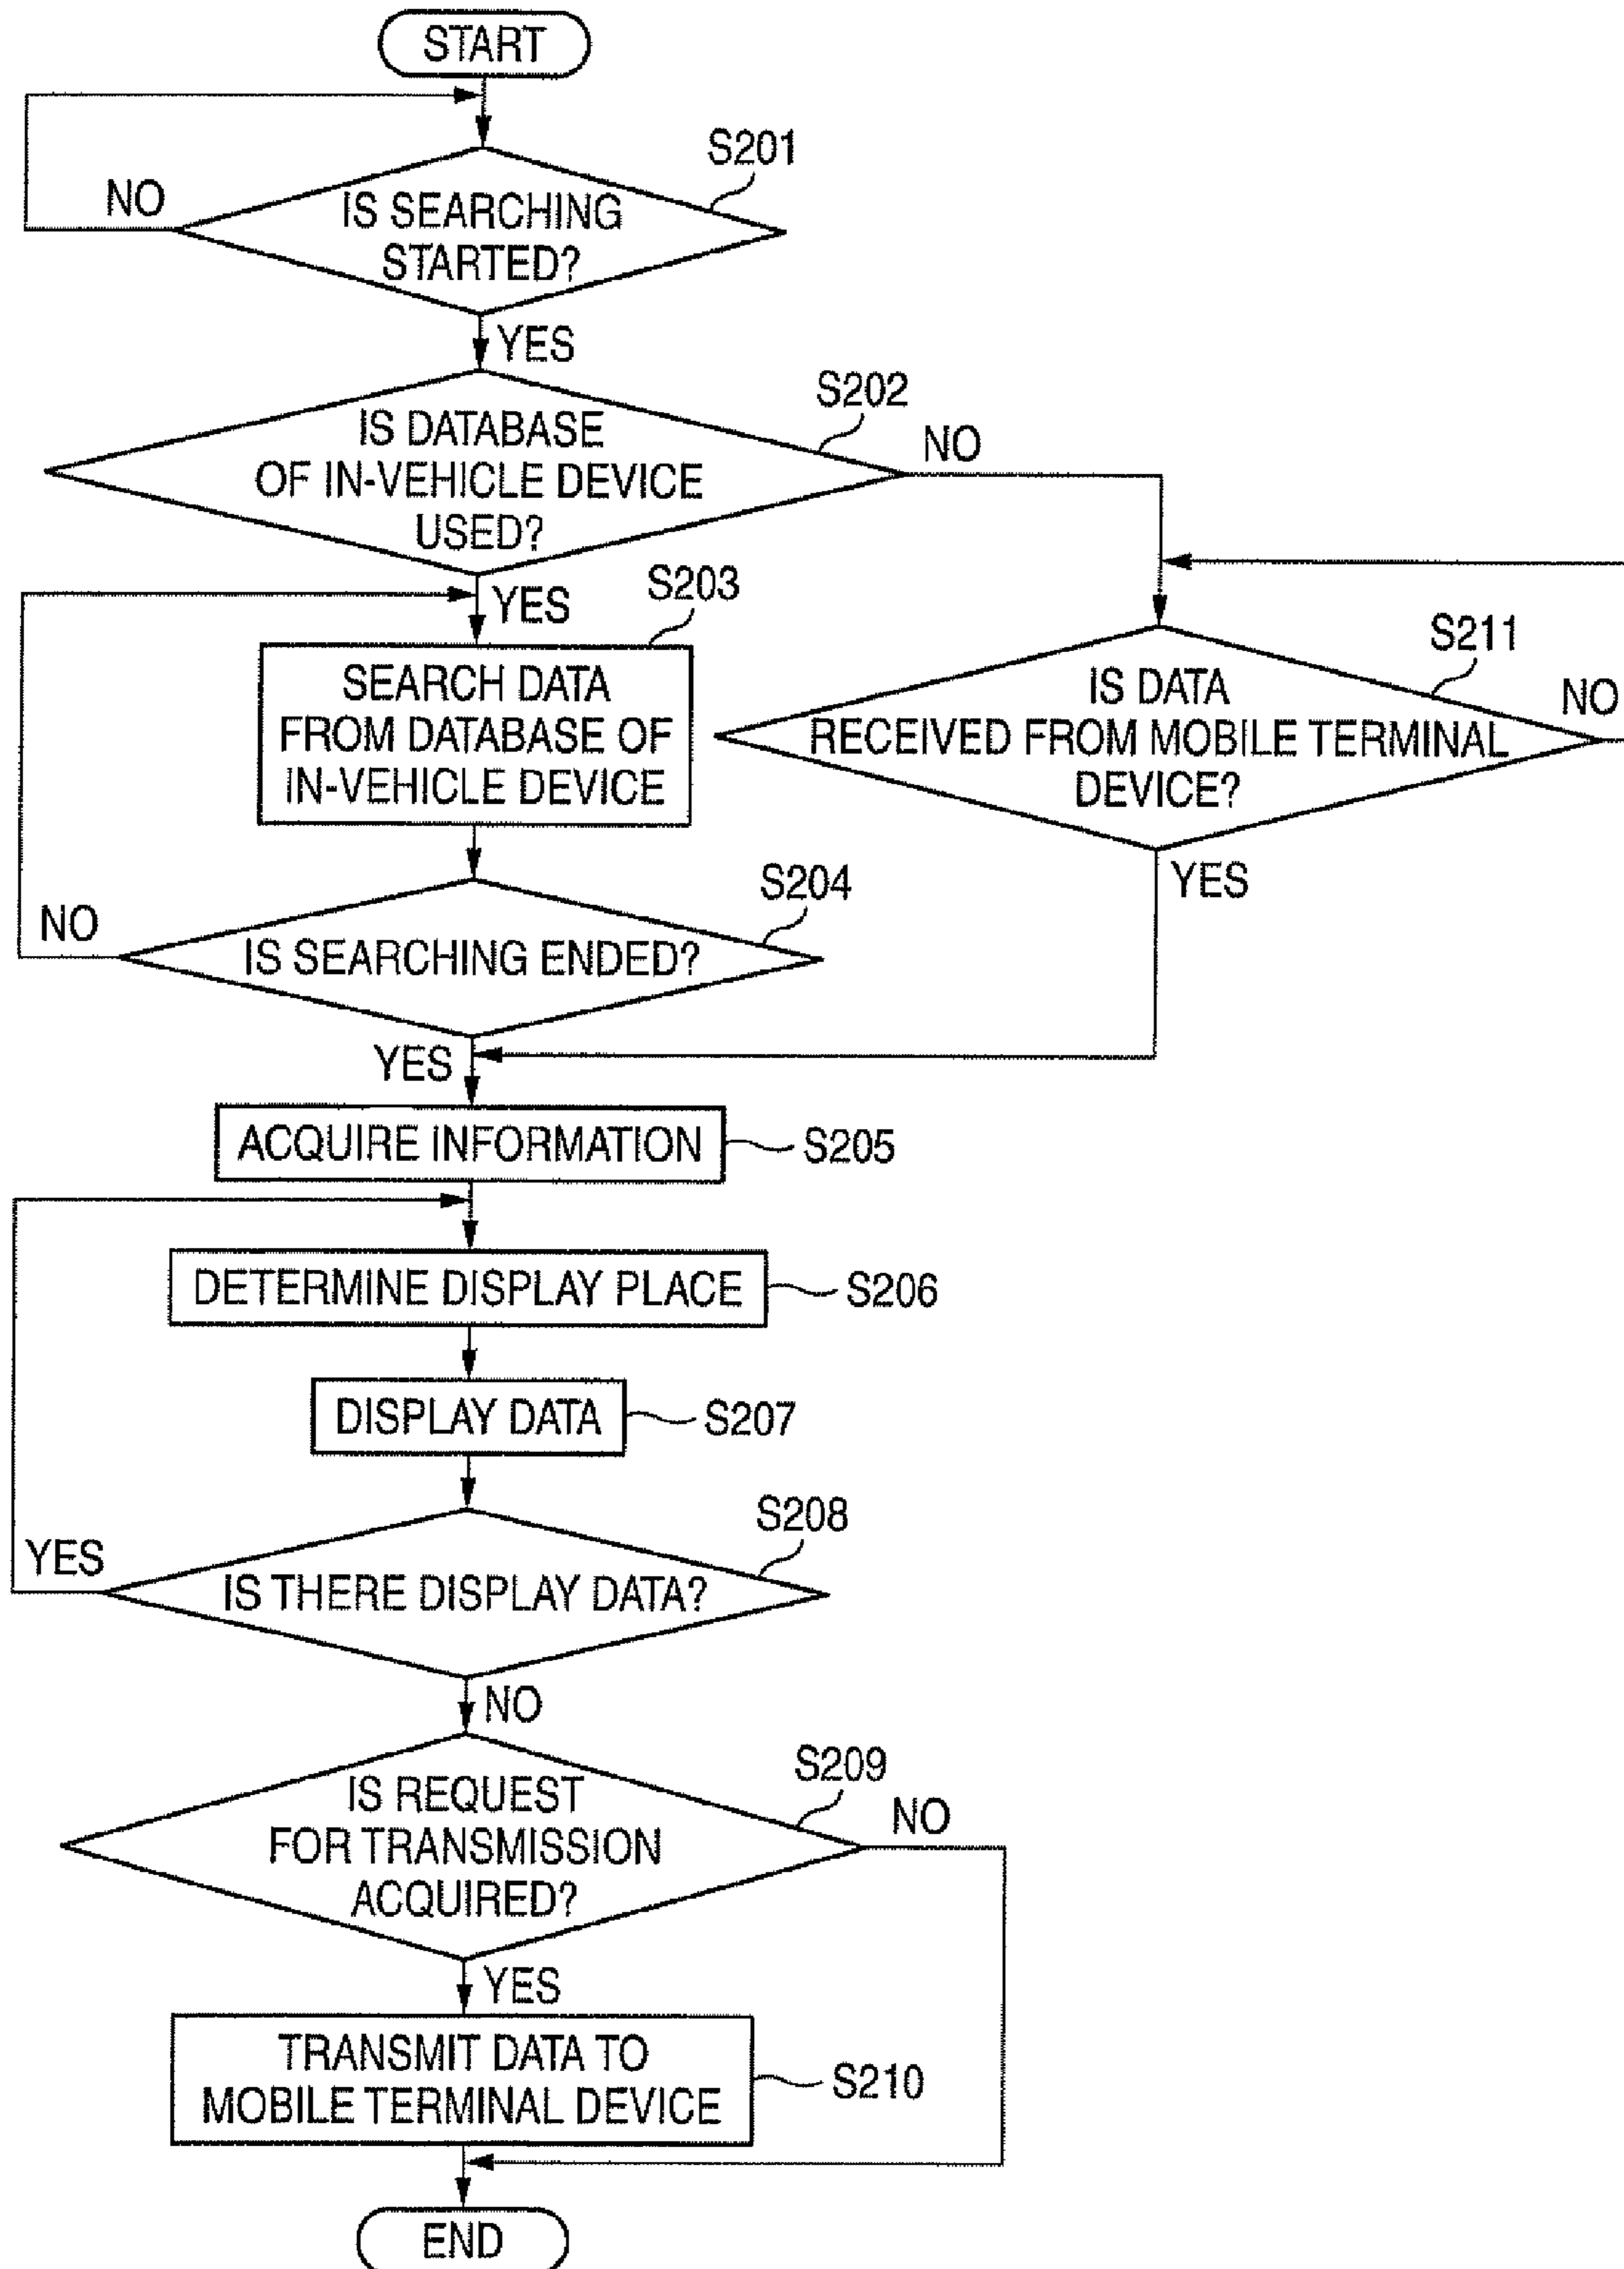 START
S201
NO
IS SEARCHING
STARTED?
YES
S202
IS DATABASE
OF IN-VEHICLE DEVICE
USED?
NO
YES
S203
SEARCH DATA
FROM DATABASE OF
IN-VEHICLE DEVICE
S211
IS DATA
RECEIVED FROM MOBILE TERMINAL
DEVICE?
NO
YES
S204
NO
IS SEARCHING ENDED?
YES
ACQUIRE INFORMATION
S205
DETERMINE DISPLAY PLACE
S206
DISPLAY DATA
S207
S208
YES
IS THERE DISPLAY DATA?
NO
S209
IS REQUEST
FOR TRANSMISSION
ACQUIRED?
NO
YES
TRANSMIT DATA TO
MOBILE TERMINAL DEVICE
S210
END